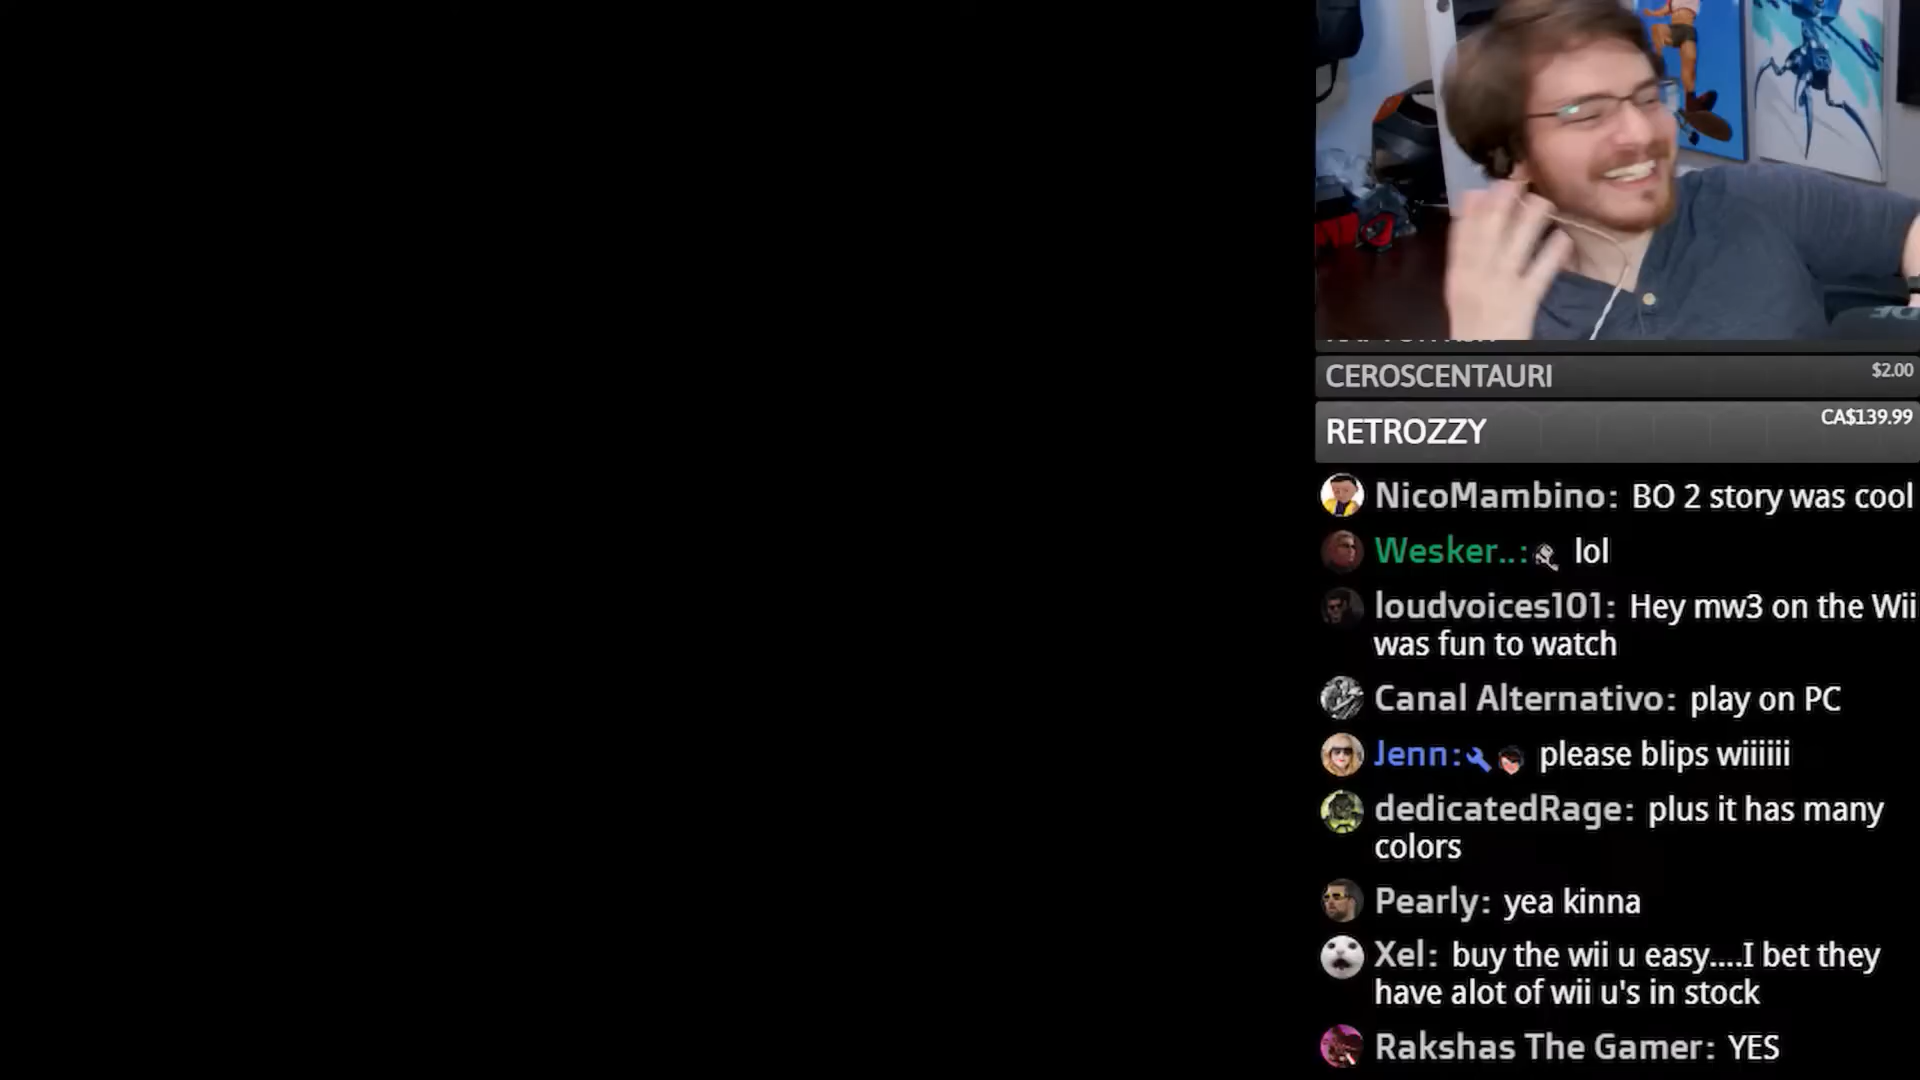 CEROSCENTAURI $2.00
RETROZZY CA$139.99
NicoMambino: BO 2 story was cool
Wesker..: lol
loudvoices101: Hey mw3 on the Wii
was fun to watch
Canal Alternativo: play on PC
Jenn: please blips wiiiiii
dedicatedRage: plus it has many
colors
Pearly: yea kinna
Xel: buy the wii u easy....I bet they
have alot of wii u's in stock
Rakshas The Gamer: YES